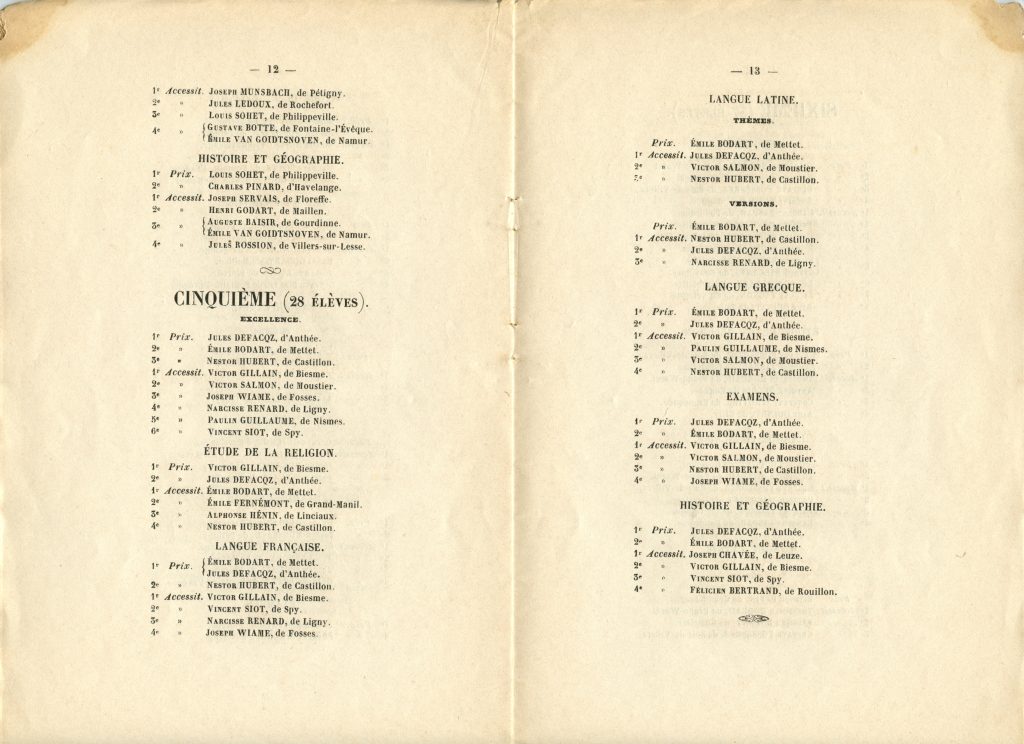 — 12 —
1r Accessit. Joseph MUNSBACH, de Pétigny.
2e » Jules LEDOUX, de Rochefort.
3e » Louis SOHET, de Philippeville.
4e » { Gustave BOTTE, de Fontaine-l'Évêque.
Émile VAN GOIDTSNOVEN, de Namur.
HISTOIRE ET GÉOGRAPHIE.
1r Prix. Louis SOHET, de Philippeville.
2e » Charles PINARD, d'Havelange.
1r Accessit. Joseph SERVAIS, de Floreffe.
2e » Henri GODART, de Maillen.
3e » { Auguste BAISIR, de Gourdinne.
Émile VAN GOIDTSNOVEN, de Namur.
4e » Jules ROSSION, de Villers-sur-Lesse.
CINQUIÈME (28 ÉLÈVES).
EXCELLENCE.
1r Prix. Jules DEFACQZ, d'Anthée.
2e » Émile BODART, de Mettet.
3e » Nestor HUBERT, de Castillon.
1r Accessit. Victor GILLAIN, de Biesme.
2e » Victor SALMON, de Moustier.
3e » Joseph WIAME, de Fosses.
4e » Narcisse RENARD, de Ligny.
5e » Paulin GUILLAUME, de Nismes.
6e » Vincent SIOT, de Spy.
ÉTUDE DE LA RELIGION.
1r Prix. Victor GILLAIN, de Biesme.
2e » Jules DEFACQZ, d'Anthée.
1r Accessit. Émile BODART, de Mettet.
2e » Émile FERNÉMONT, de Grand-Manil.
3e » Alphonse HÉNIN, de Linciaux.
4e » Nestor HUBERT, de Castillon.
LANGUE FRANÇAISE.
1r Prix. { Émile BODART, de Mettet.
Jules DEFACQZ, d'Anthée.
2e » Nestor HUBERT, de Castillon.
1r Accessit. Victor GILLAIN, de Biesme.
2e » Vincent SIOT, de Spy.
3e » Narcisse RENARD, de Ligny.
4e » Joseph WIAME, de Fosses.
— 13 —
LANGUE LATINE.
THÈMES.
Prix. Émile BODART, de Mettet.
1r Accessit. Jules DEFACQZ, d'Anthée.
2e » Victor SALMON, de Moustier.
3e » Nestor HUBERT, de Castillon.
VERSIONS.
Prix. Émile BODART, de Mettet.
1r Accessit. Nestor HUBERT, de Castillon.
2e » Jules DEFACQZ, d'Anthée.
3e » Narcisse RENARD, de Ligny.
LANGUE GRECQUE.
1r Prix. Émile BODART, de Mettet.
2e » Jules DEFACQZ, d'Anthée.
1r Accessit. Victor GILLAIN, de Biesme.
2e » Paulin GUILLAUME, de Nismes.
3e » Victor SALMON, de Moustier.
4e » Nestor HUBERT, de Castillon.
EXAMENS.
1r Prix. Jules DEFACQZ, d'Anthée.
2e » Émile BODART, de Mettet.
1r Accessit. Victor GILLAIN, de Biesme.
2e » Victor SALMON, de Moustier.
3e » Nestor HUBERT, de Castillon.
4e » Joseph WIAME, de Fosses.
HISTOIRE ET GÉOGRAPHIE.
1r Prix. Jules DEFACQZ, d'Anthée.
2e » Émile BODART, de Mettet.
1r Accessit. Joseph CHAVÉE, de Leuze.
2e » Victor GILLAIN, de Biesme.
3e » Vincent SIOT, de Spy.
4e » Félicien BERTRAND, de Rouillon.